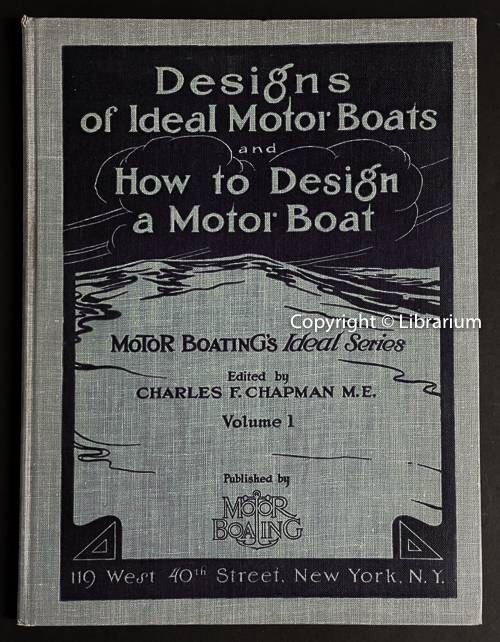 Designs
of Ideal Motor Boats
and
How to Design
a Motor Boat
Copyright © Librarium
MOTOR BOATING'S Ideal Series
Edited by
CHARLES F. CHAPMAN M.E.
Volume 1
Published by
MOTOR
BOATING
119 West 40th Street, New York, N.Y.